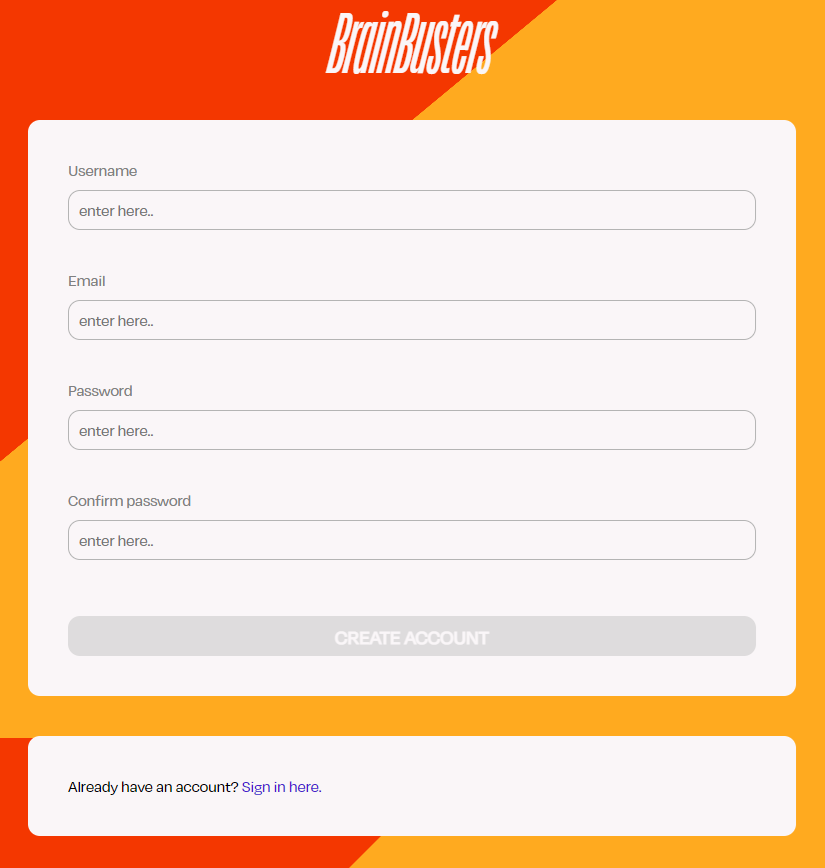 BrainBusters
Username
enter here..
Email
enter here..
Password
enter here..
Confirm password
enter here..
CREATE ACCOUNT
Already have an account? Sign in here.